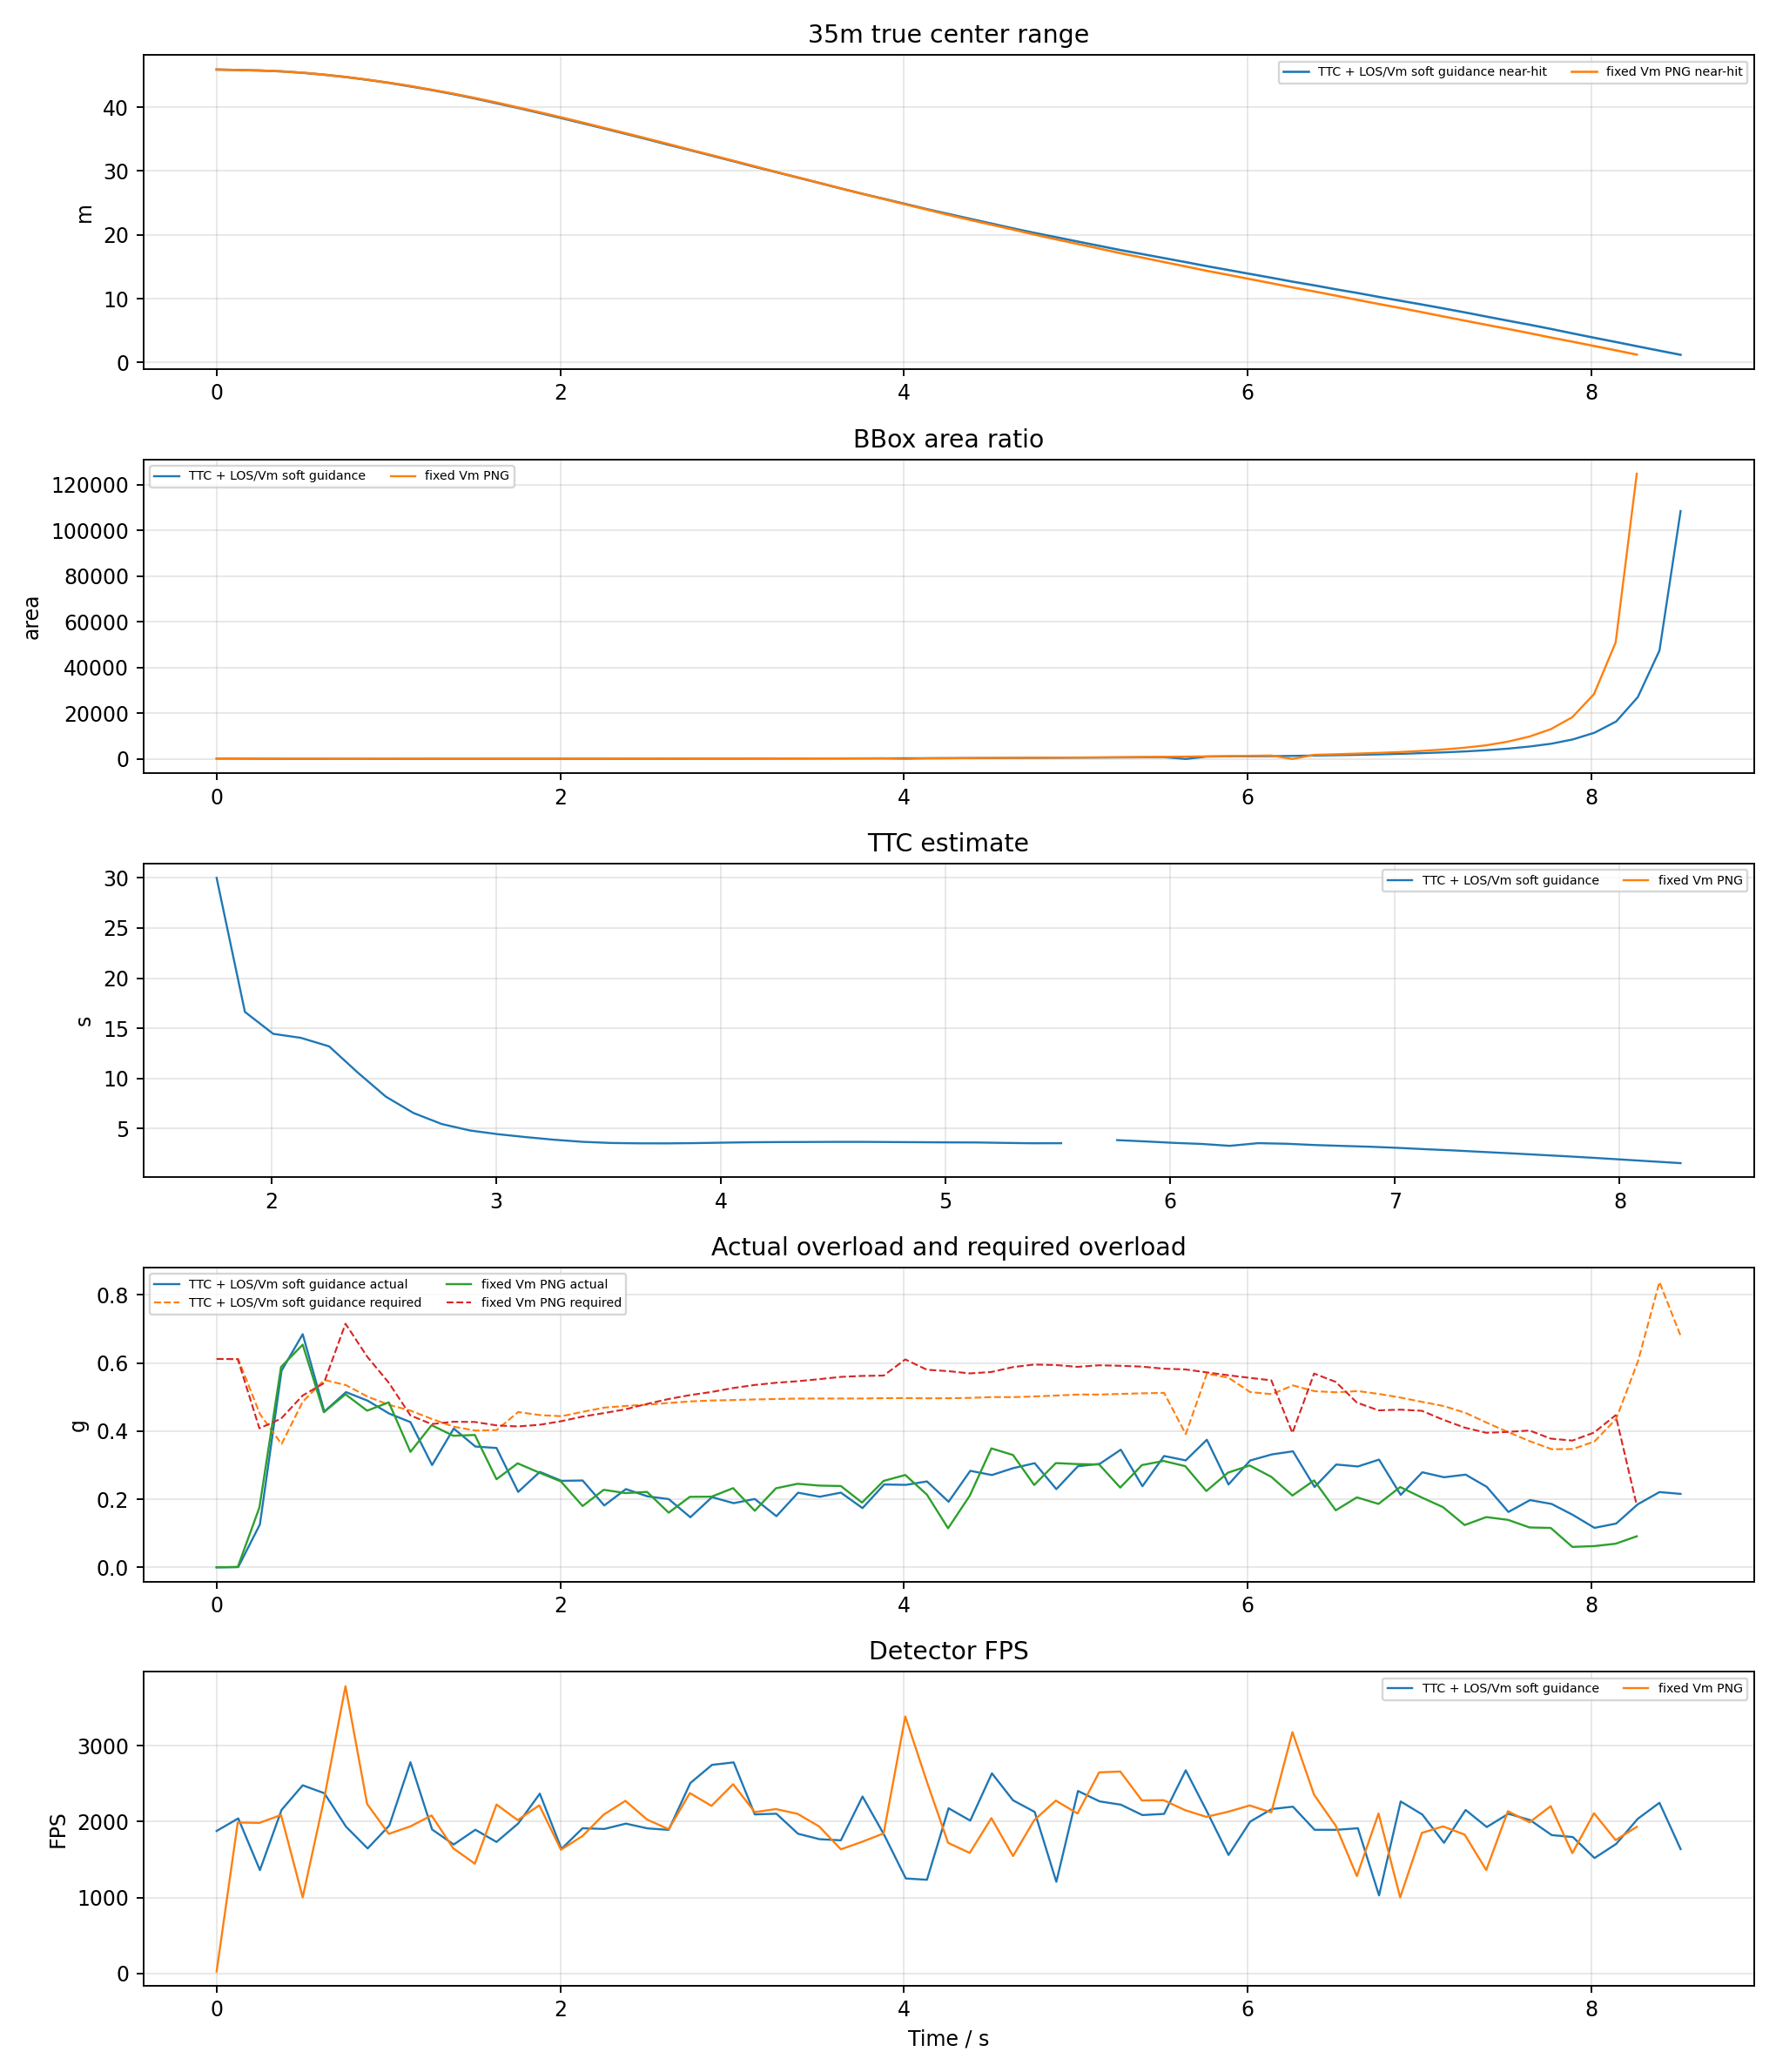 35m true center range
TTC + LOS/Vm soft guidance near-hit fixed Vm PNG near-hit
m
40
30
20
10
0
0 2 4 6 8
BBox area ratio
TTC + LOS/Vm soft guidance fixed Vm PNG
area
120000
100000
80000
60000
40000
20000
0
0 2 4 6 8
TTC estimate
TTC + LOS/Vm soft guidance fixed Vm PNG
s
30
25
20
15
10
5
2 3 4 5 6 7 8
Actual overload and required overload
TTC + LOS/Vm soft guidance actual fixed Vm PNG actual
TTC + LOS/Vm soft guidance required fixed Vm PNG required
g
0.8
0.6
0.4
0.2
0.0
0 2 4 6 8
Detector FPS
TTC + LOS/Vm soft guidance fixed Vm PNG
FPS
3000
2000
1000
0
0 2 4 6 8
Time / s